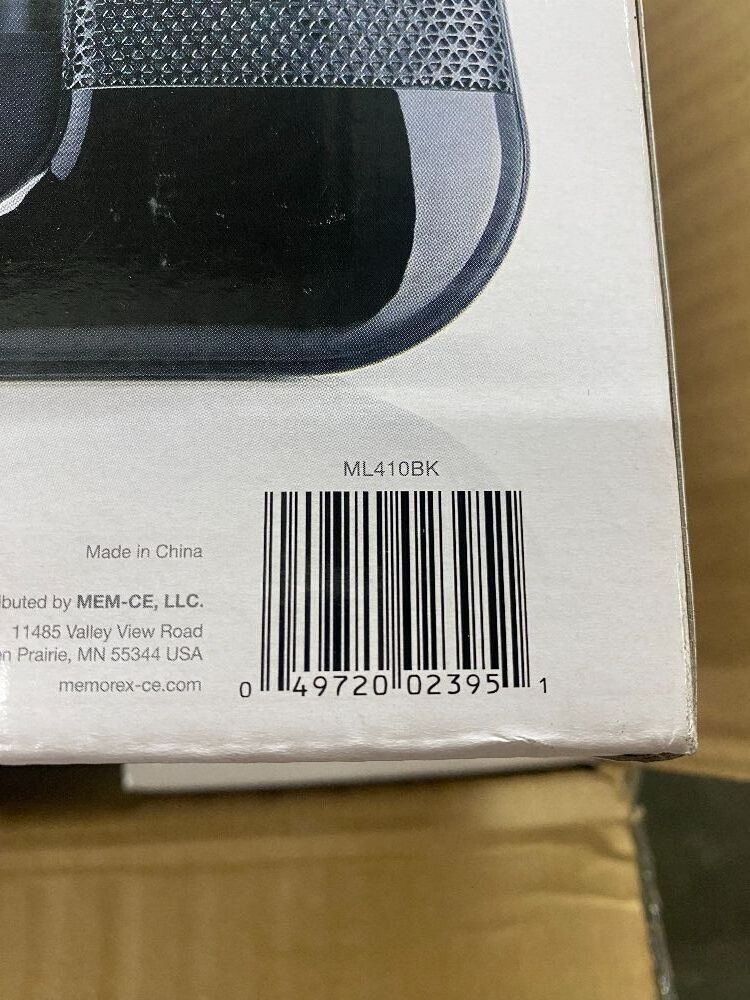 ML410BK
Made in China
buted by MEM-CE, LLC.
11485 Valley View Road
n Prairie, MN 55344 USA
memorex-ce.com
0 49720 02395 1